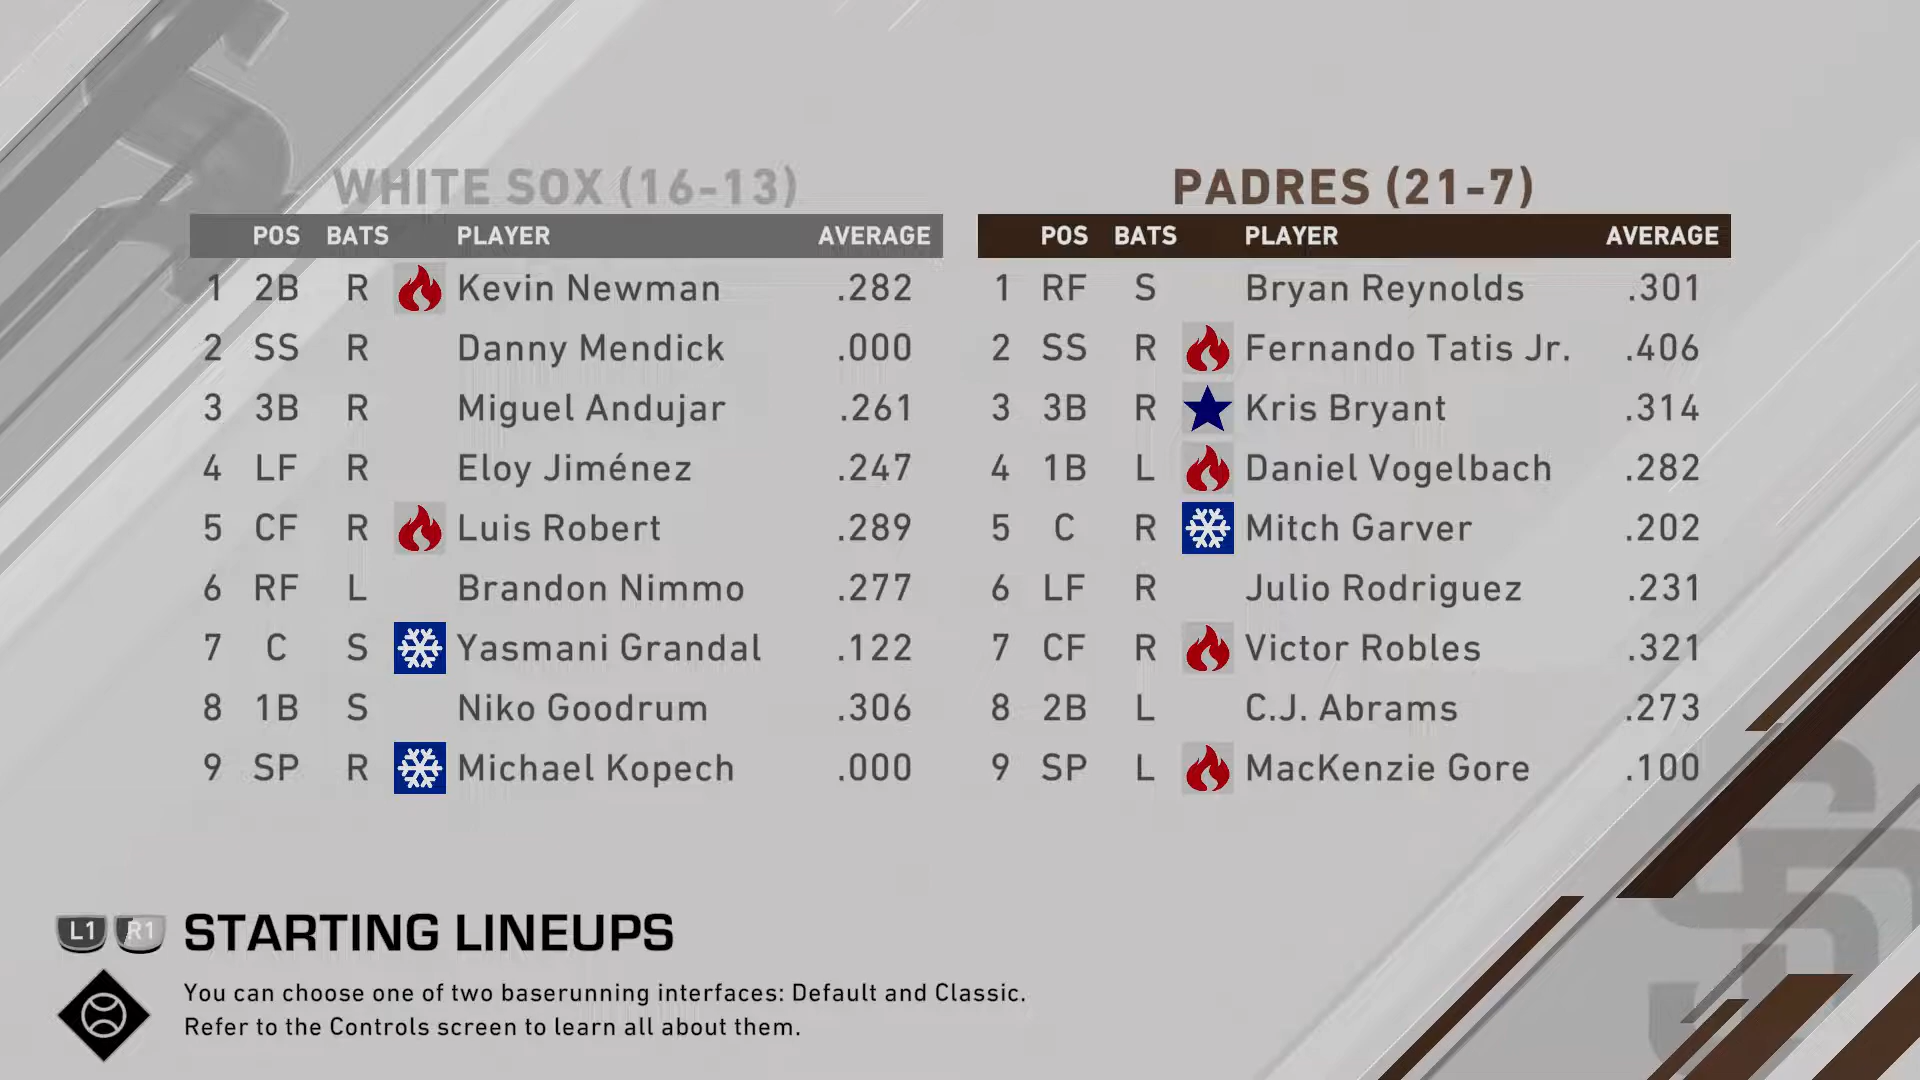 WHITE SOX (16-13)
POS BATS PLAYER AVERAGE
1 2B R Kevin Newman .282
2 SS R Danny Mendick .000
3 3B R Miguel Andujar .261
4 LF R Eloy Jiménez .247
5 CF R Luis Robert .289
6 RF L Brandon Nimmo .277
7 C S Yasmani Grandal .122
8 1B S Niko Goodrum .306
9 SP R Michael Kopech .000
PADRES (21-7)
POS BATS PLAYER AVERAGE
1 RF S Bryan Reynolds .301
2 SS R Fernando Tatis Jr. .406
3 3B R Kris Bryant .314
4 1B L Daniel Vogelbach .282
5 C R Mitch Garver .202
6 LF R Julio Rodriguez .231
7 CF R Victor Robles .321
8 2B L C.J. Abrams .273
9 SP L MacKenzie Gore .100
L1 R1 STARTING LINEUPS
You can choose one of two baserunning interfaces: Default and Classic.
Refer to the Controls screen to learn all about them.